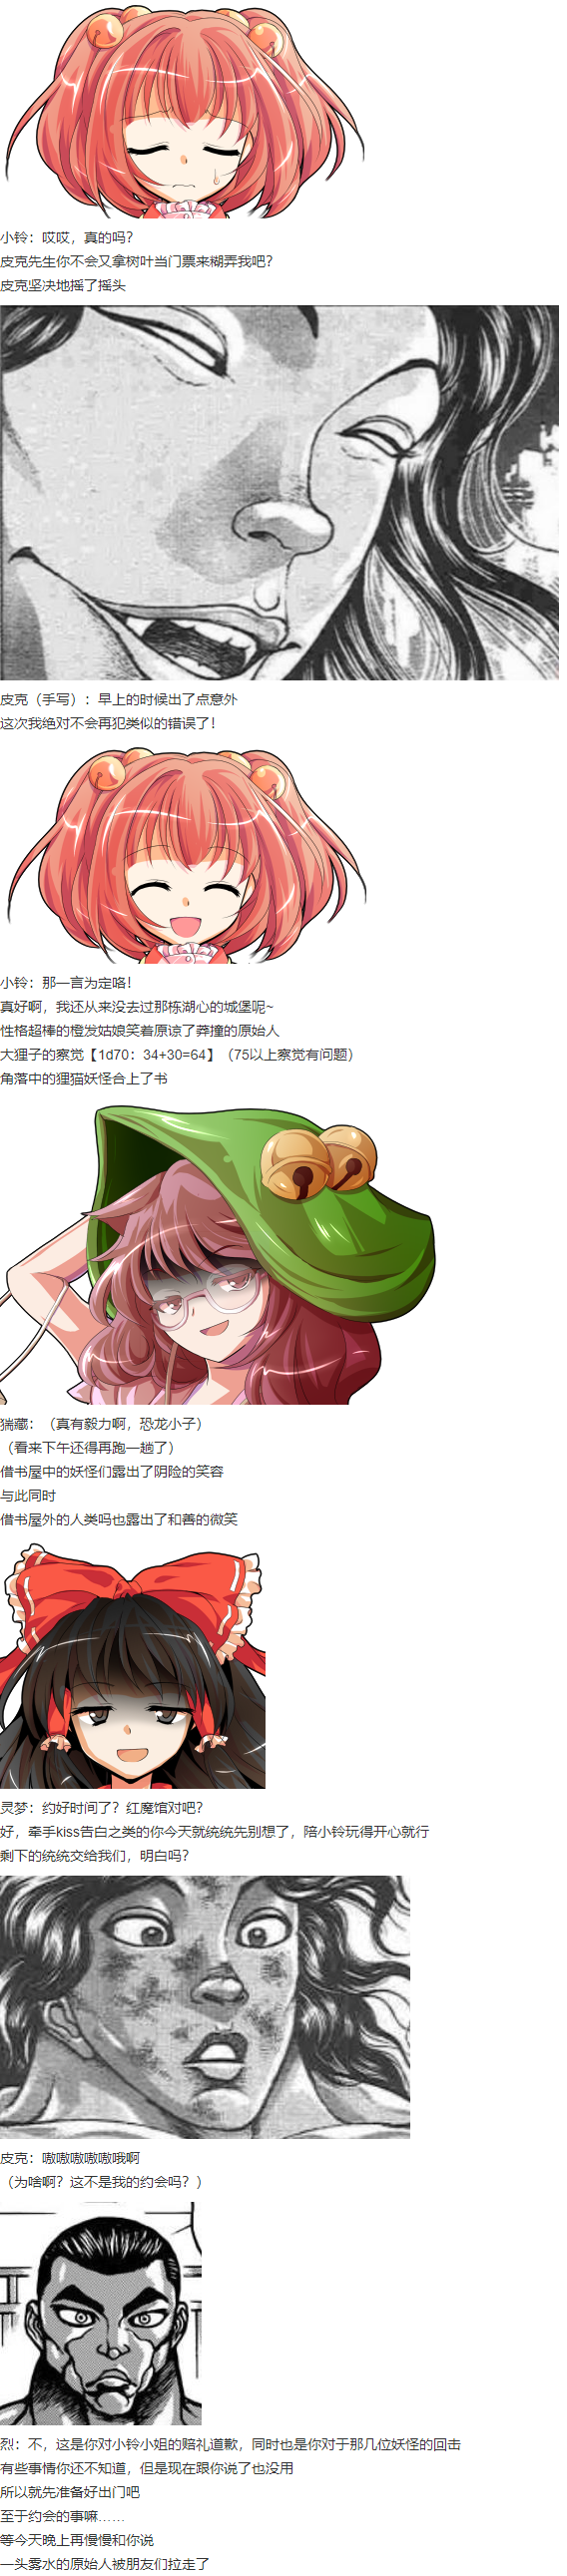 小铃：哎哎，真的吗？
皮克先生你不会又拿树叶当门票来糊弄我吧？
皮克坚决地摇了摇头
皮克（手写）：早上的时候出了点意外
这次我绝对不会再犯类似的错误了！
小铃：那一言为定咯！
真好啊，我还从来没去过那栋湖心的城堡呢~
性格超棒的橙发姑娘笑着原谅了莽撞的原始人
大狸子的察觉【1d70：34+30=64】（75以上察觉有问题）
角落中的狸猫妖怪合上了书
猯藏：（真有毅力啊，恐龙小子）
（看来下午还得再跑一趟了）
借书屋中的妖怪们露出了阴险的笑容
与此同时
借书屋外的人类吗也露出了和善的微笑
灵梦：约好时间了？红魔馆对吧？
好，牵手kiss告白之类的你今天就统统先别想了，陪小铃玩得开心就行
剩下的统统交给我们，明白吗？
皮克：嗷嗷嗷嗷嗷哦啊
（为啥啊？这不是我的约会吗？）
烈：不，这是你对小铃小姐的赔礼道歉，同时也是你对于那几位妖怪的回击
有些事情你还不知道，但是现在跟你说了也没用
所以就先准备好出门吧
至于约会的事嘛……
等今天晚上再慢慢和你说
一头雾水的原始人被朋友们拉走了